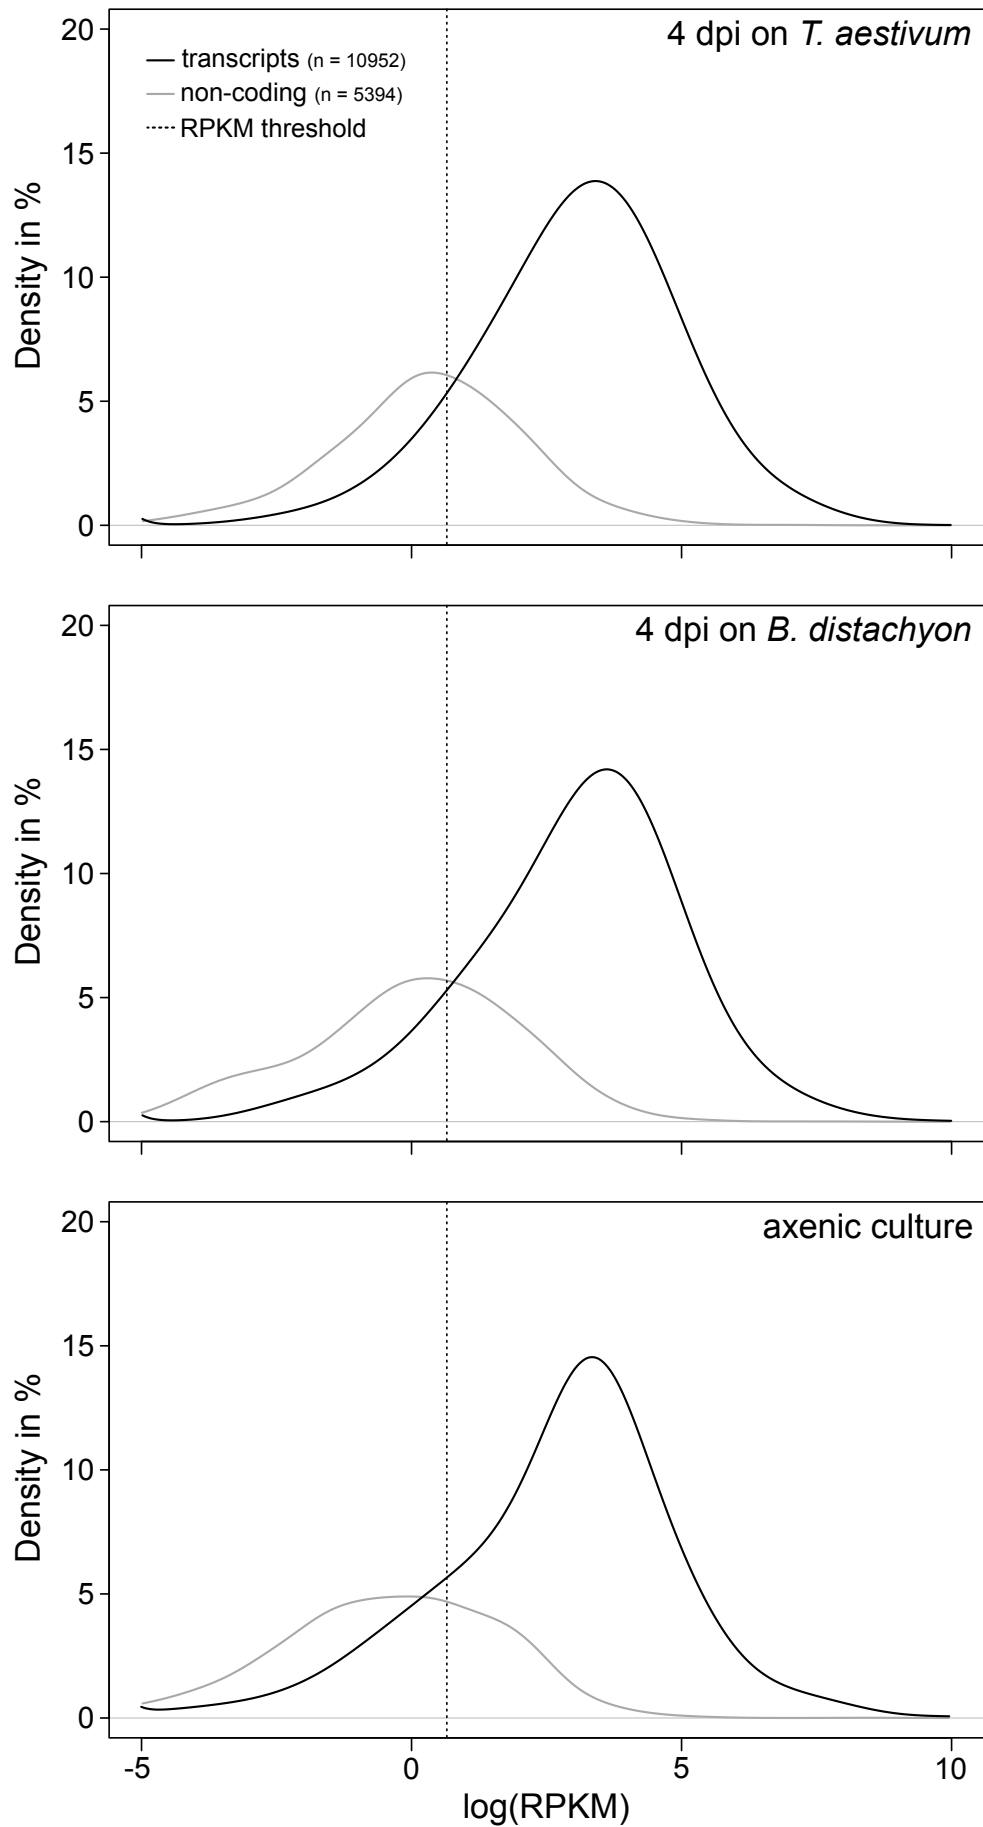 4 dpi on T. aestivum
transcripts (n = 10952)
non-coding (n = 5394)
RPKM threshold
Density in %
20
15
10
5
0
4 dpi on B. distachyon
Density in %
20
15
10
5
0
axenic culture
Density in %
20
15
10
5
0
-5 0 5 10
log(RPKM)